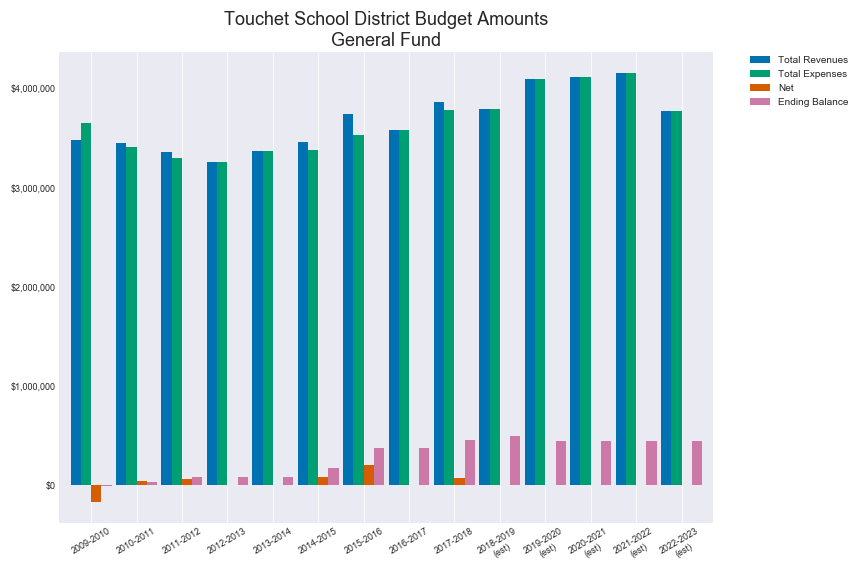 Touchet School District Budget Amounts
General Fund
Total Revenues
Total Expenses
Net
Ending Balance
$4,000,000
$3,000,000
$2,000,000
$1,000,000
$0
2009-2010
2010-2011
2011-2012
2012-2013
2013-2014
2014-2015
2015-2016
2016-2017
2017-2018
2018-2019
(est)
2019-2020
(est)
2020-2021
(est)
2021-2022
(est)
2022-2023
(est)